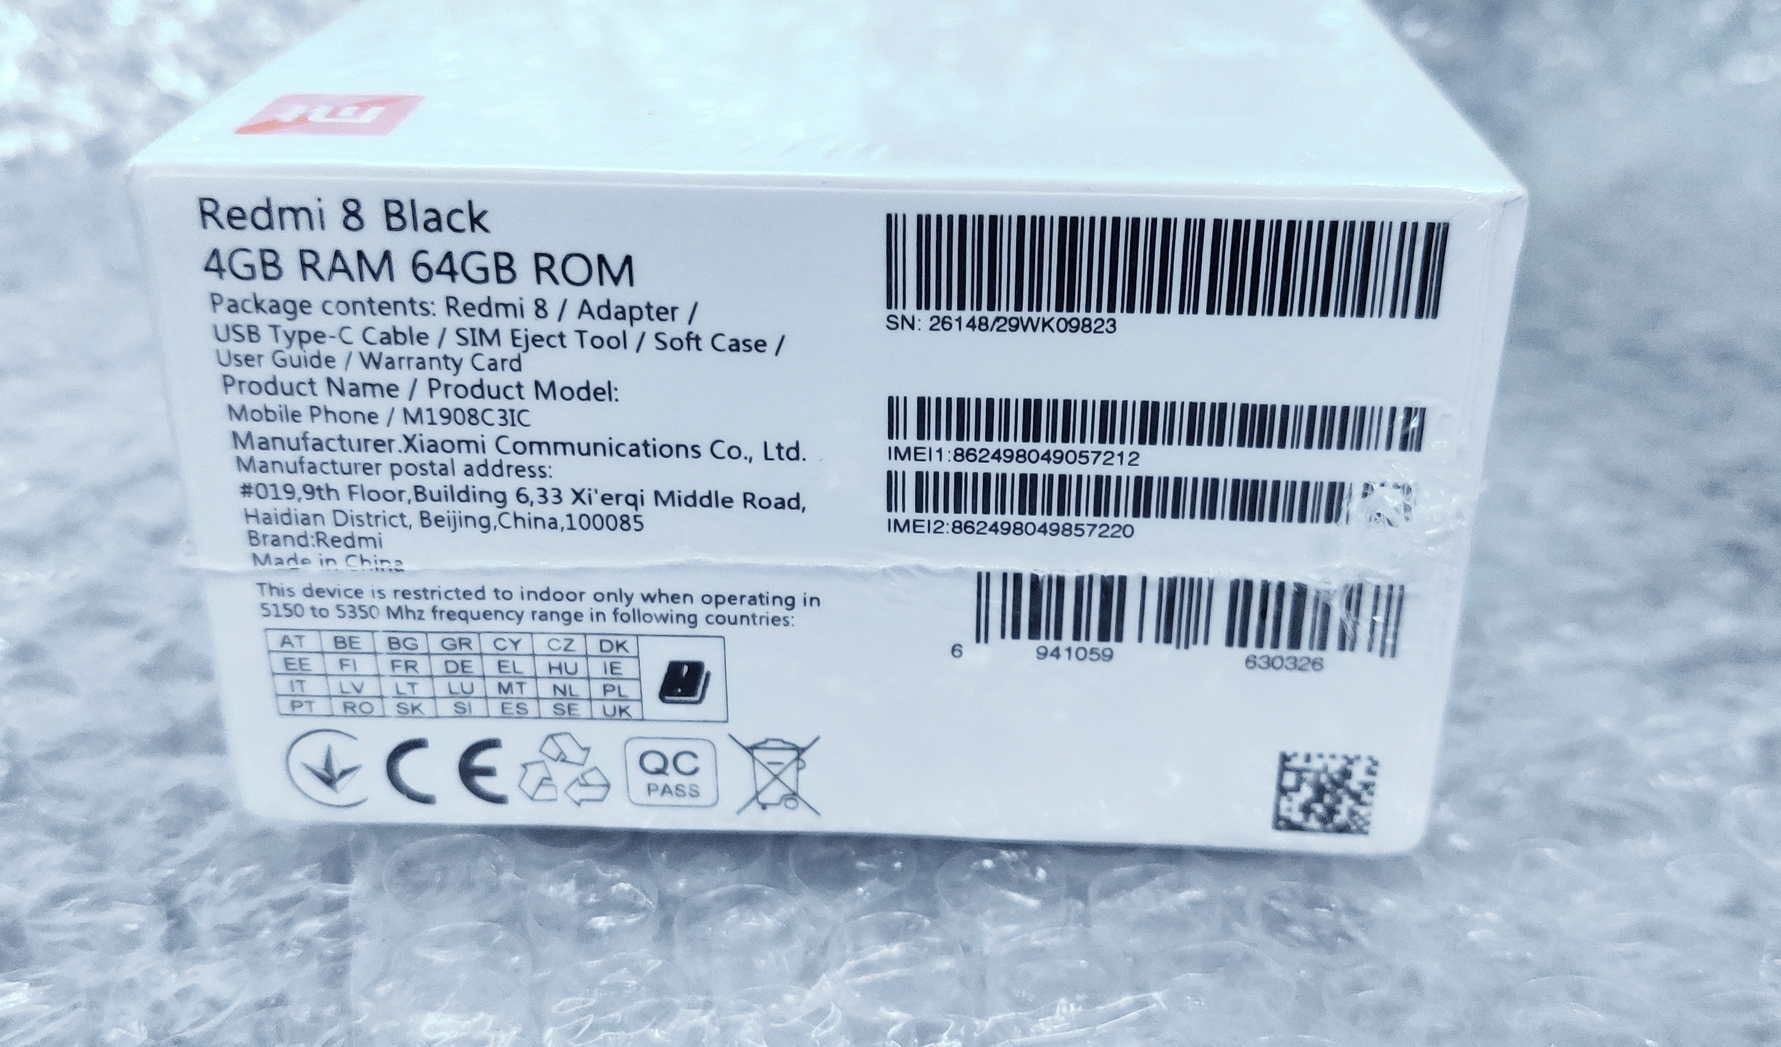 mi
Redmi 8 Black
4GB RAM 64GB ROM
Package contents: Redmi 8 / Adapter /
USB Type-C Cable / SIM Eject Tool / Soft Case /
User Guide / Warranty Card
Product Name / Product Model:
Mobile Phone / M1908C3IC
Manufacturer.Xiaomi Communications Co., Ltd.
Manufacturer postal address:
#019,9th Floor,Building 6,33 Xi'erqi Middle Road,
Haidian District, Beijing,China,100085
Brand:Redmi
Made in China
This device is restricted to indoor only when operating in
5150 to 5350 Mhz frequency range in following countries:
AT BE BG GR CY CZ DK
EE FI FR DE EL HU IE
IT LV LT LU MT NL PL
PT RO SK SI ES SE UK
CE
QC
PASS
SN: 26148/29WK09823
IMEI1:862498049057212
IMEI2:862498049857220
6 941059 630326